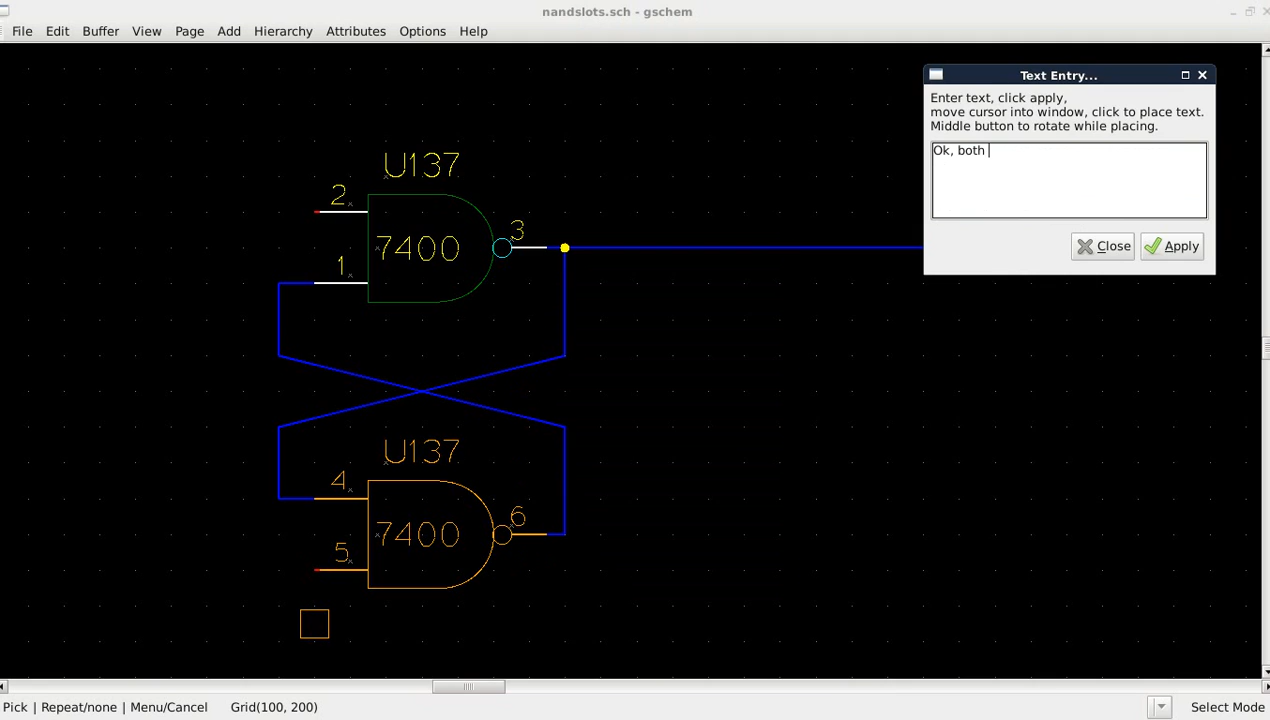 nandslots.sch - gschem
File Edit Buffer View Page Add Hierarchy Attributes Options Help
Text Entry...
Enter text, click apply,
move cursor into window, click to place text.
Middle button to rotate while placing.
Ok, both
Close Apply
U137
2
3
7400
1
U137
4
6
7400
5
Pick | Repeat/none | Menu/Cancel Grid(100, 200) Select Mode